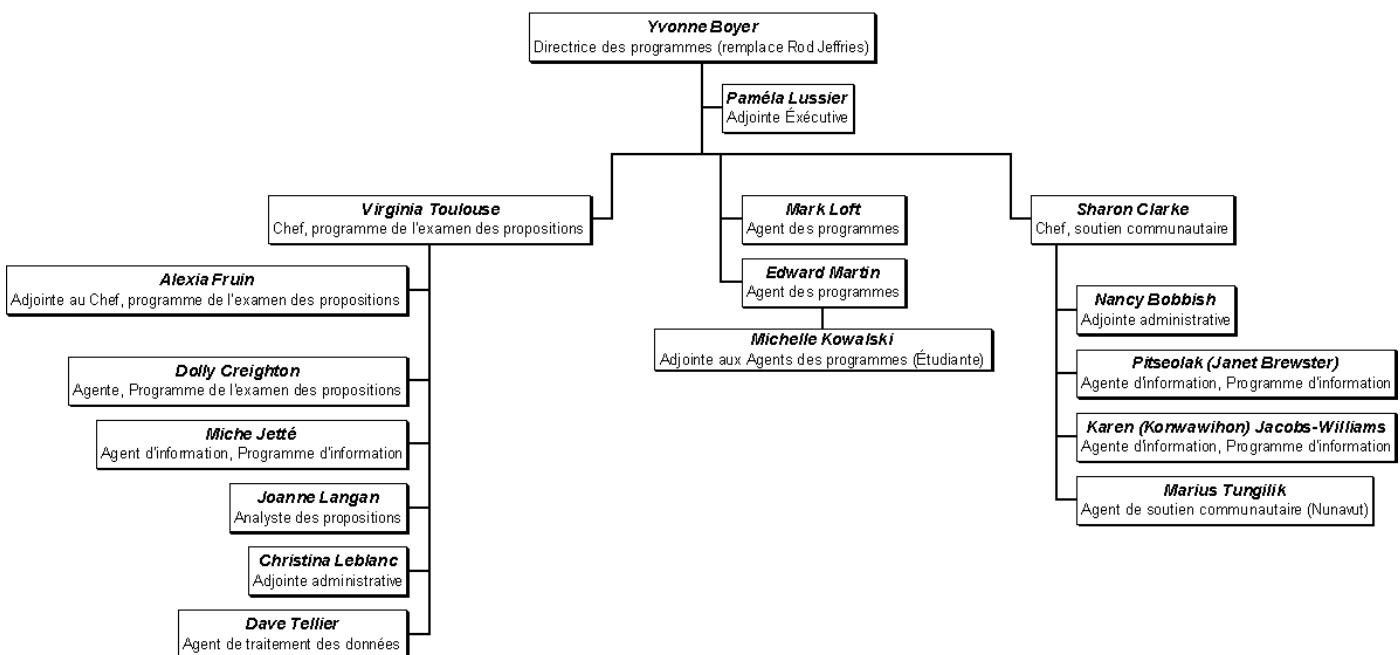 Yvonne Boyer
Directrice des programmes (remplace Rod Jeffries)
Paméla Lussier
Adjointe Éxécutive
Virginia Toulouse
Chef, programme de l'examen des propositions
Mark Loft
Agent des programmes
Sharon Clarke
Chef, soutien communautaire
Alexia Fruin
Adjointe au Chef, programme de l'examen des propositions
Dolly Creighton
Agente, Programme de l'examen des propositions
Miche Jetté
Agent d'information, Programme d'information
Joanne Langan
Analyste des propositions
Christina Leblanc
Adjointe administrative
Dave Tellier
Agent de traitement des données
Edward Martin
Agent des programmes
Michelle Kowalski
Adjointe aux Agents des programmes (Étudiante)
Nancy Bobbish
Adjointe administrative
Pitseolak (Janet Brewster)
Agente d'information, Programme d'information
Karen (Konwawihon) Jacobs-Williams
Agente d'information, Programme d'information
Marius Tungilik
Agent de soutien communautaire (Nunavut)